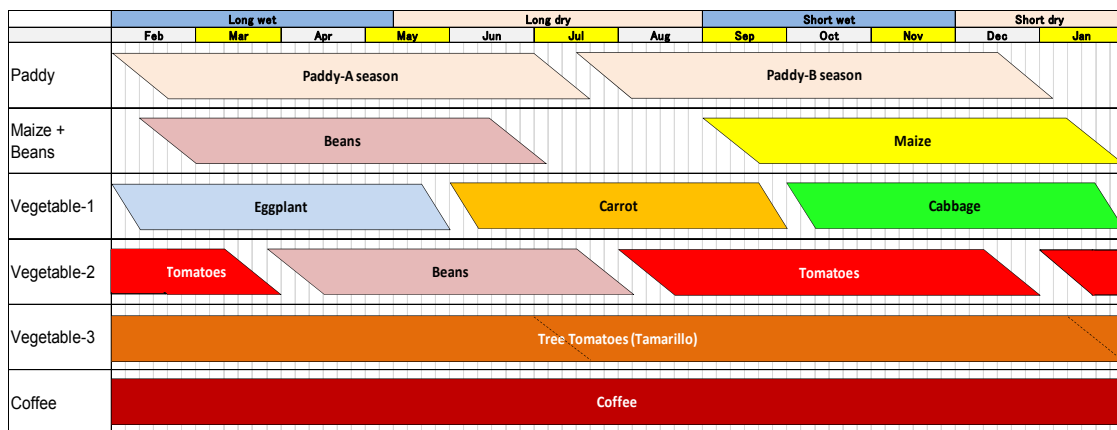 Long wet Long dry Short wet Short dry
Feb Mar Apr May Jun Jul Aug Sep Oct Nov Dec Jan
Paddy Paddy-A season Paddy-B season
Maize +
Beans Beans Maize
Vegetable-1 Eggplant Carrot Cabbage
Vegetable-2 Tomatoes Beans Tomatoes
Vegetable-3 Tree Tomatoes (Tamarillo)
Coffee Coffee